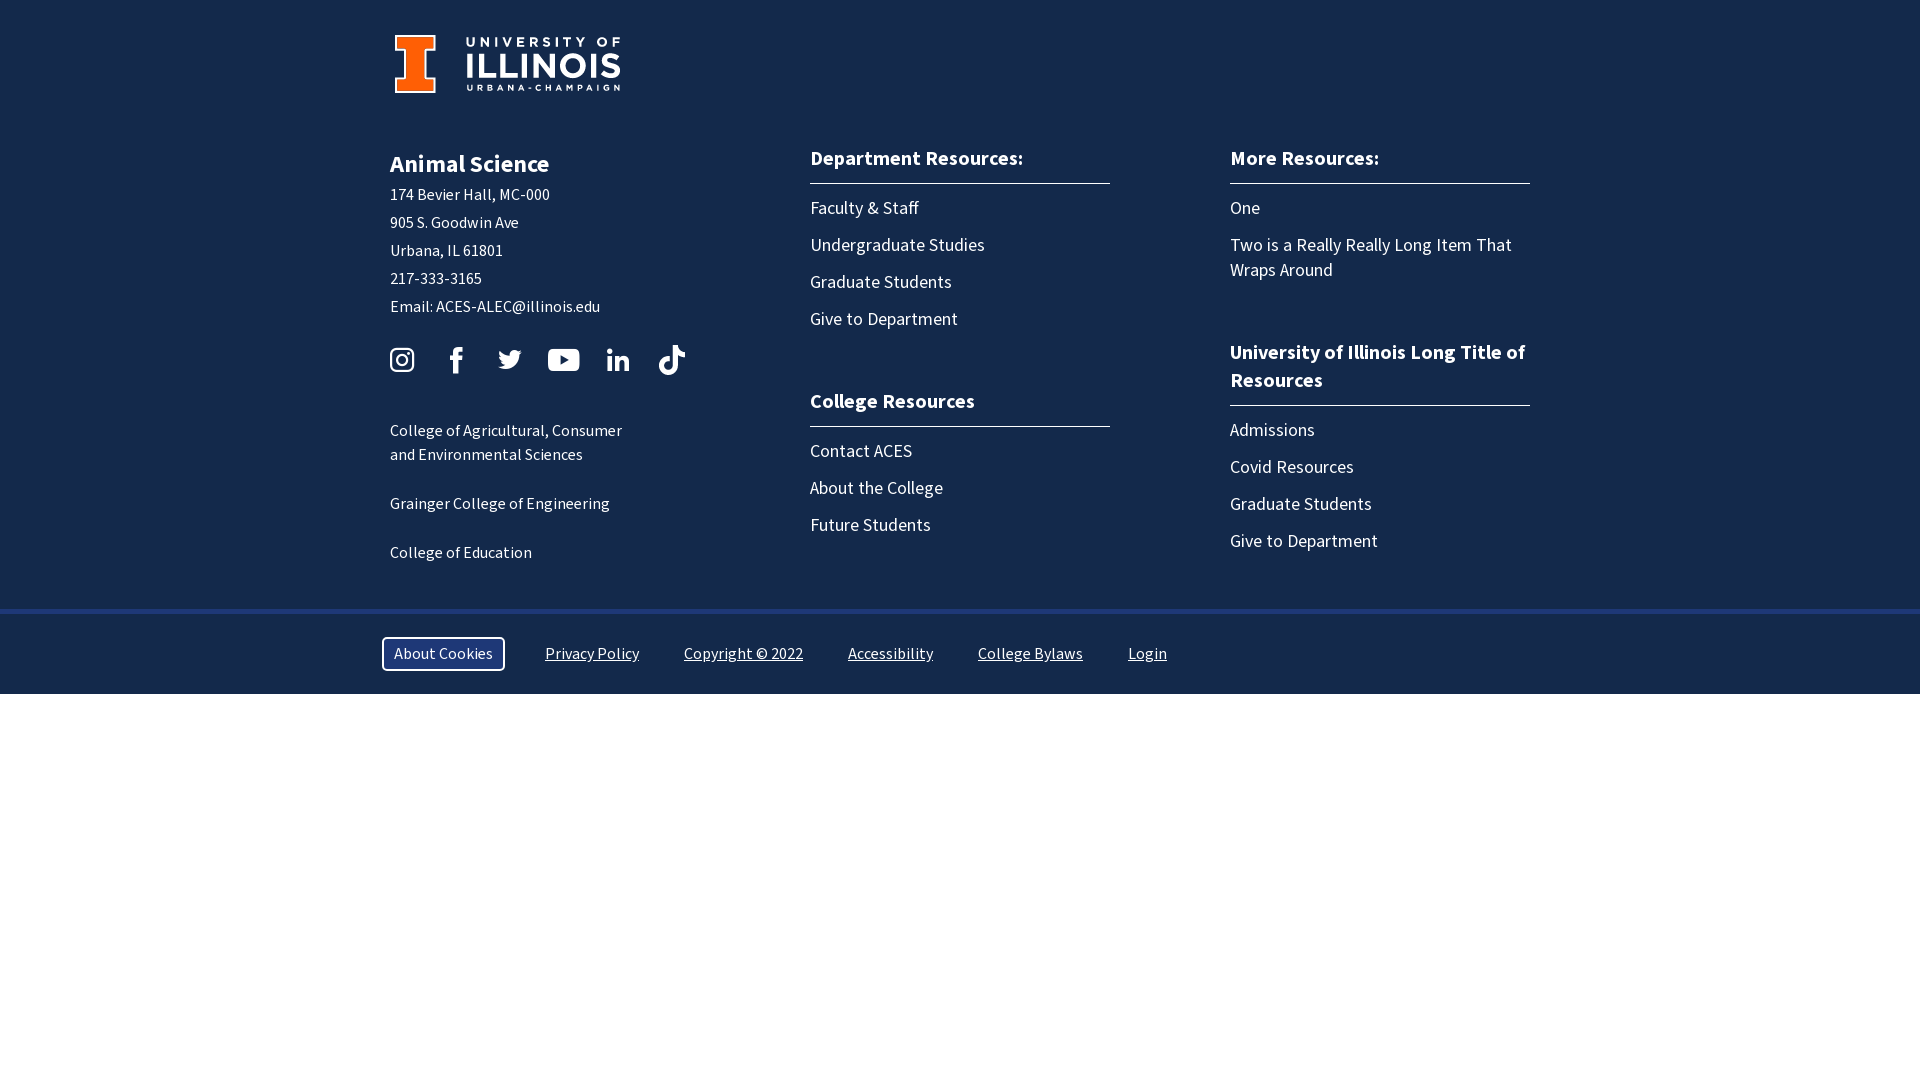 UNIVERSITY OF
ILLINOIS
URBANA-CHAMPAIGN
Animal Science
174 Bevier Hall, MC-000
905 S. Goodwin Ave
Urbana, IL 61801
217-333-3165
Email: ACES-ALEC@illinois.edu
College of Agricultural, Consumer
and Environmental Sciences
Grainger College of Engineering
College of Education
Department Resources:
Faculty & Staff
Undergraduate Studies
Graduate Students
Give to Department
College Resources
Contact ACES
About the College
Future Students
More Resources:
One
Two is a Really Really Long Item That
Wraps Around
University of Illinois Long Title of
Resources
Admissions
Covid Resources
Graduate Students
Give to Department
About Cookies
Privacy Policy
Copyright © 2022
Accessibility
College Bylaws
Login